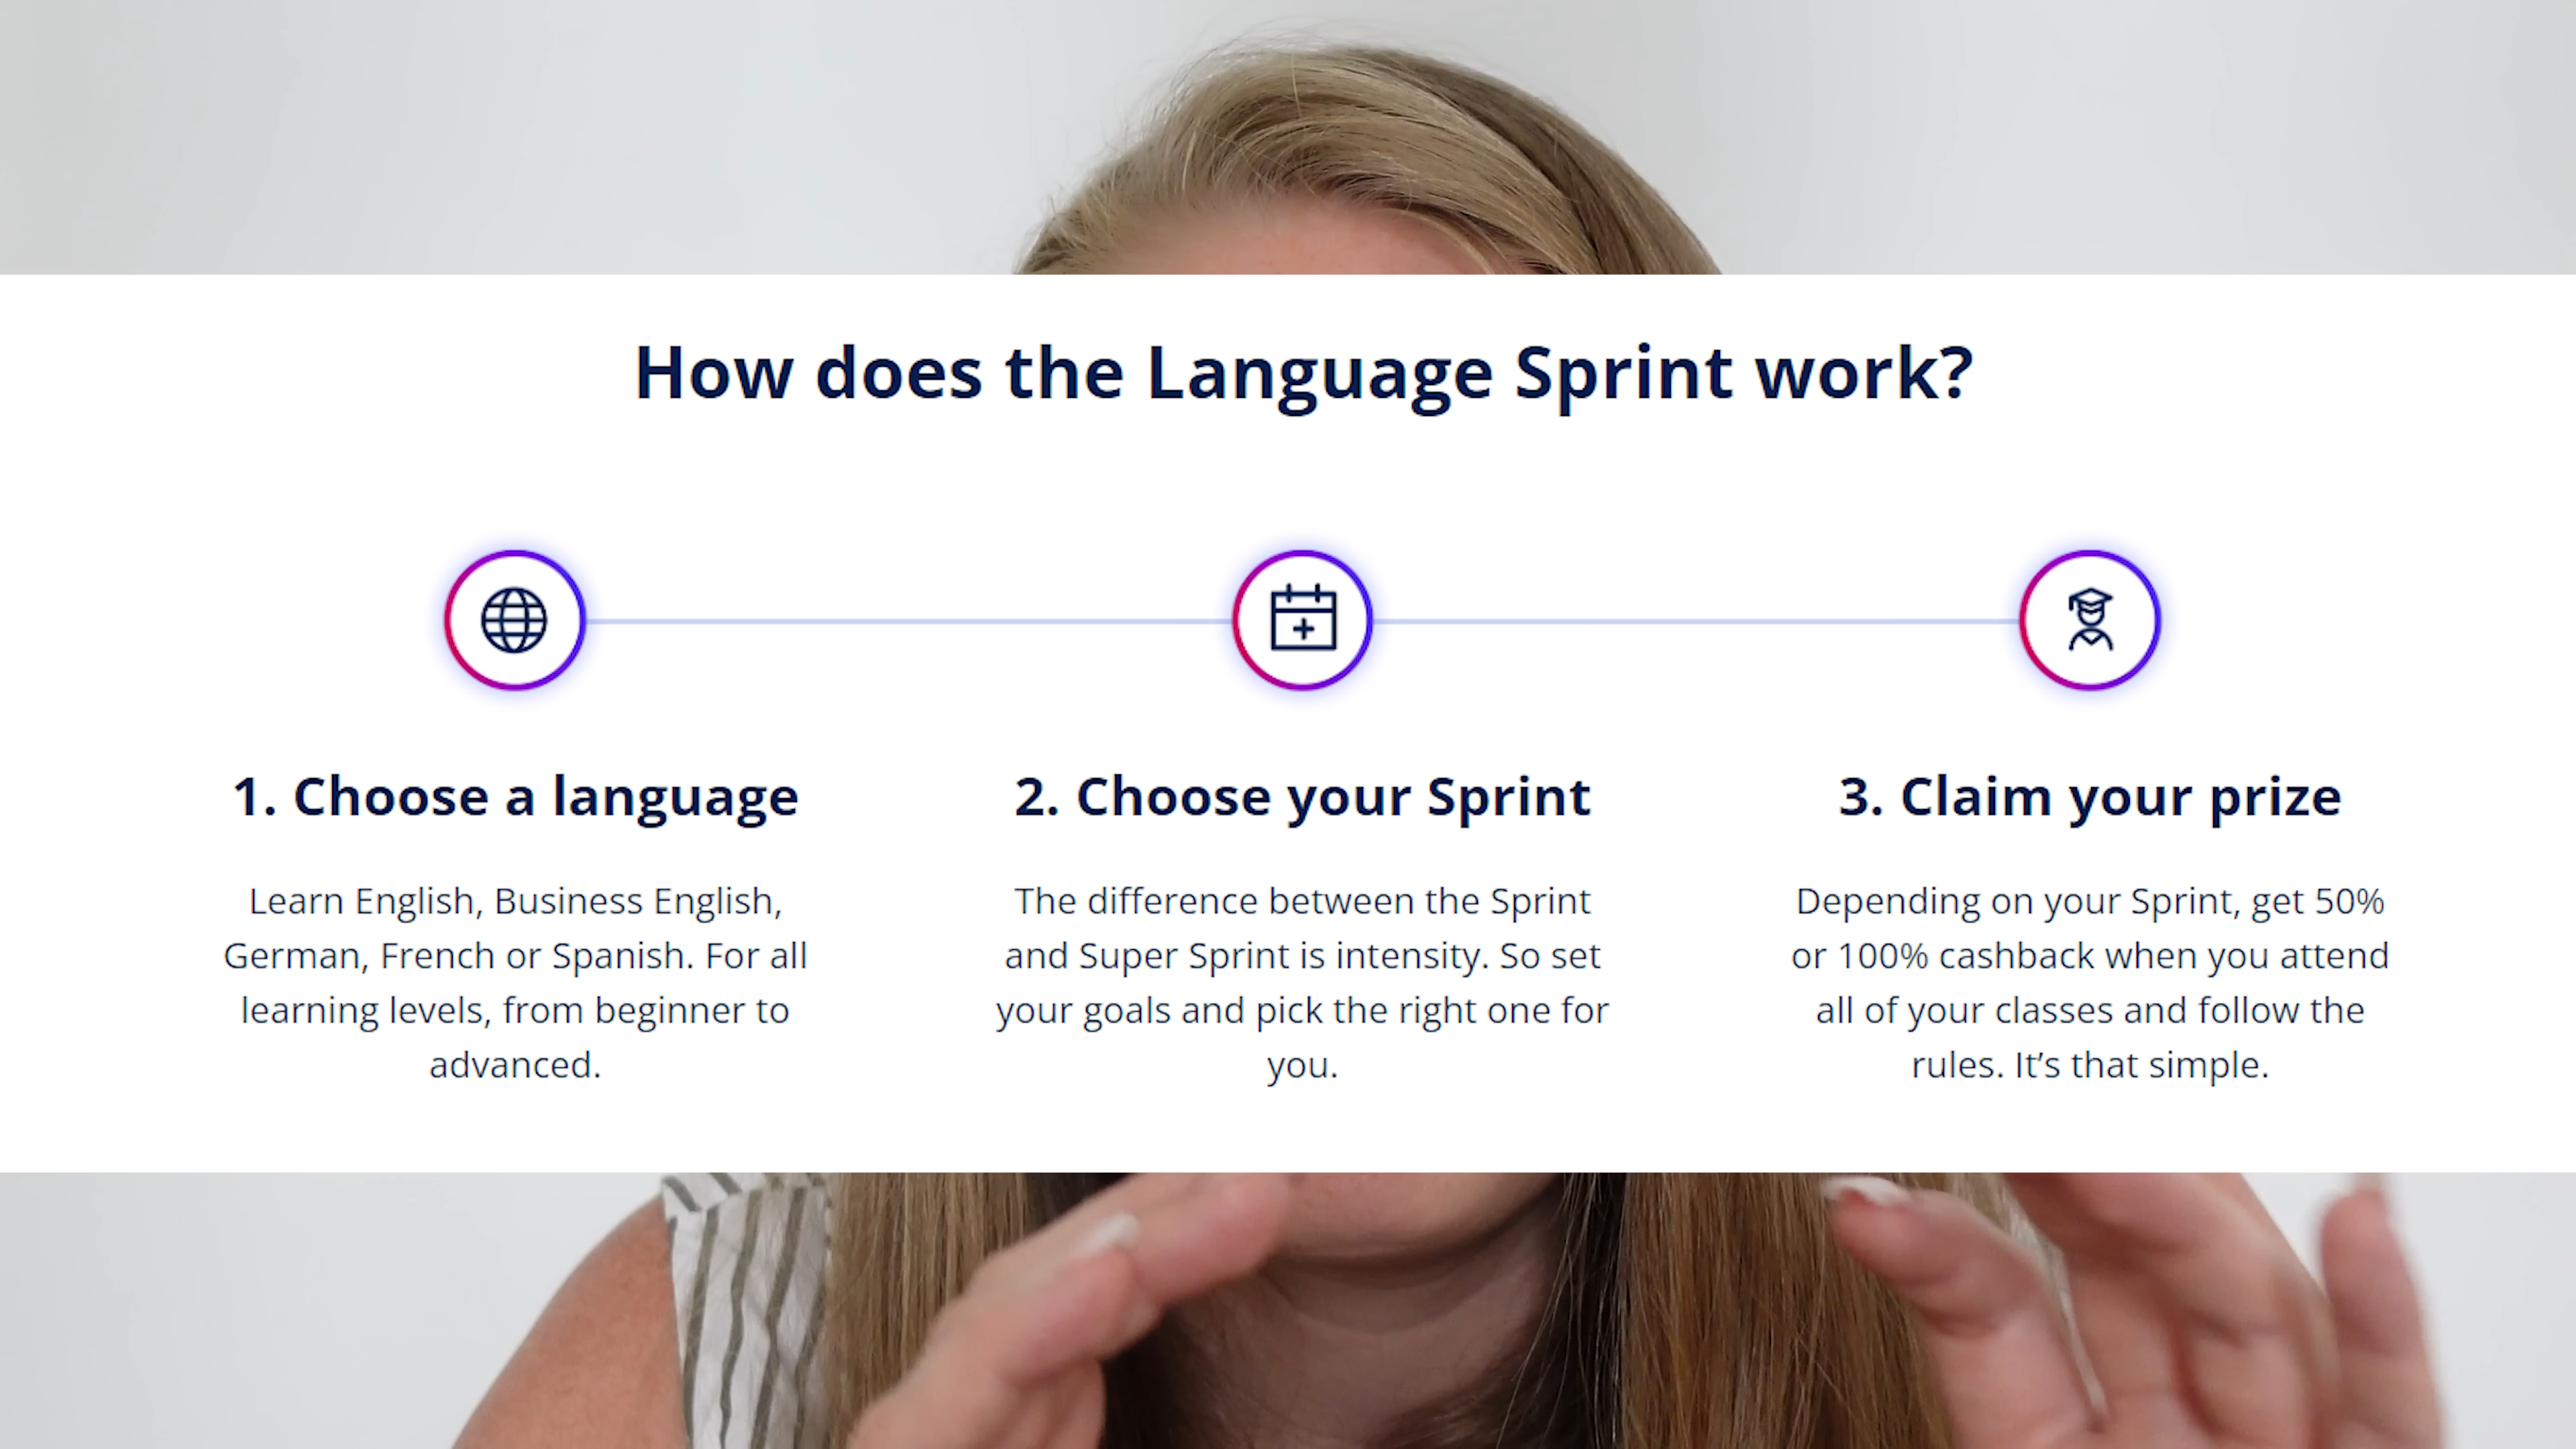 How does the Language Sprint work?
1. Choose a language
Learn English, Business English,
German, French or Spanish. For all
learning levels, from beginner to
advanced.
2. Choose your Sprint
The difference between the Sprint
and Super Sprint is intensity. So set
your goals and pick the right one for
you.
3. Claim your prize
Depending on your Sprint, get 50%
or 100% cashback when you attend
all of your classes and follow the
rules. It’s that simple.